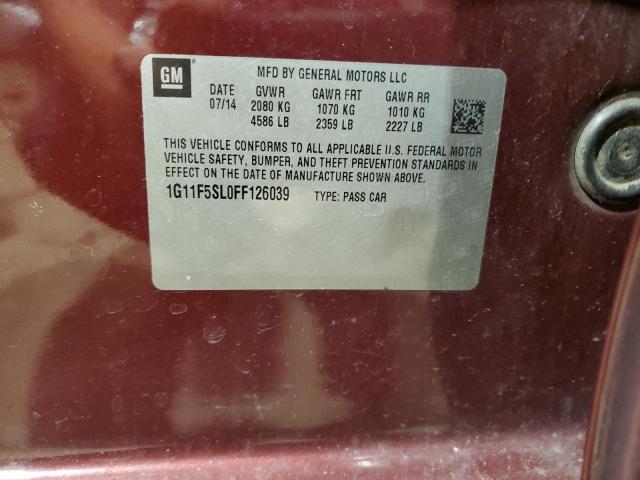 GM
MFD BY GENERAL MOTORS LLC
DATE GVWR GAWR FRT GAWR RR
07/14 2080 KG 1070 KG 1010 KG
4586 LB 2359 LB 2227 LB
THIS VEHICLE CONFORMS TO ALL APPLICABLE U.S. FEDERAL MOTOR
VEHICLE SAFETY, BUMPER, AND THEFT PREVENTION STANDARDS IN
EFFECT ON THE DATE OF MANUFACTURE SHOWN ABOVE.
1G11F5SL0FF126039 TYPE: PASS CAR